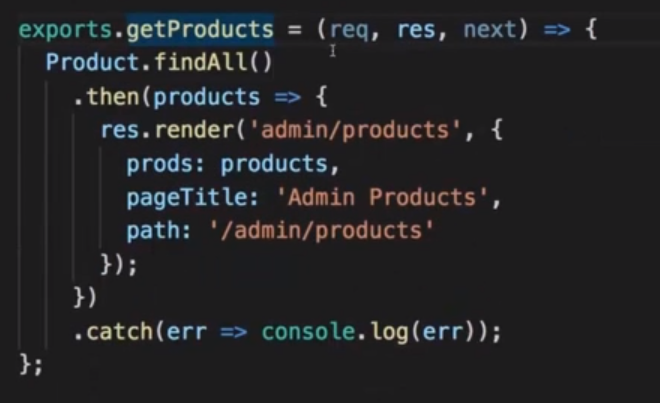 exports.getProducts = (req, res, next) => {
  Product.findAll()
    .then(products => {
      res.render('admin/products', {
        prods: products,
        pageTitle: 'Admin Products',
        path: '/admin/products'
      });
    })
    .catch(err => console.log(err));
};